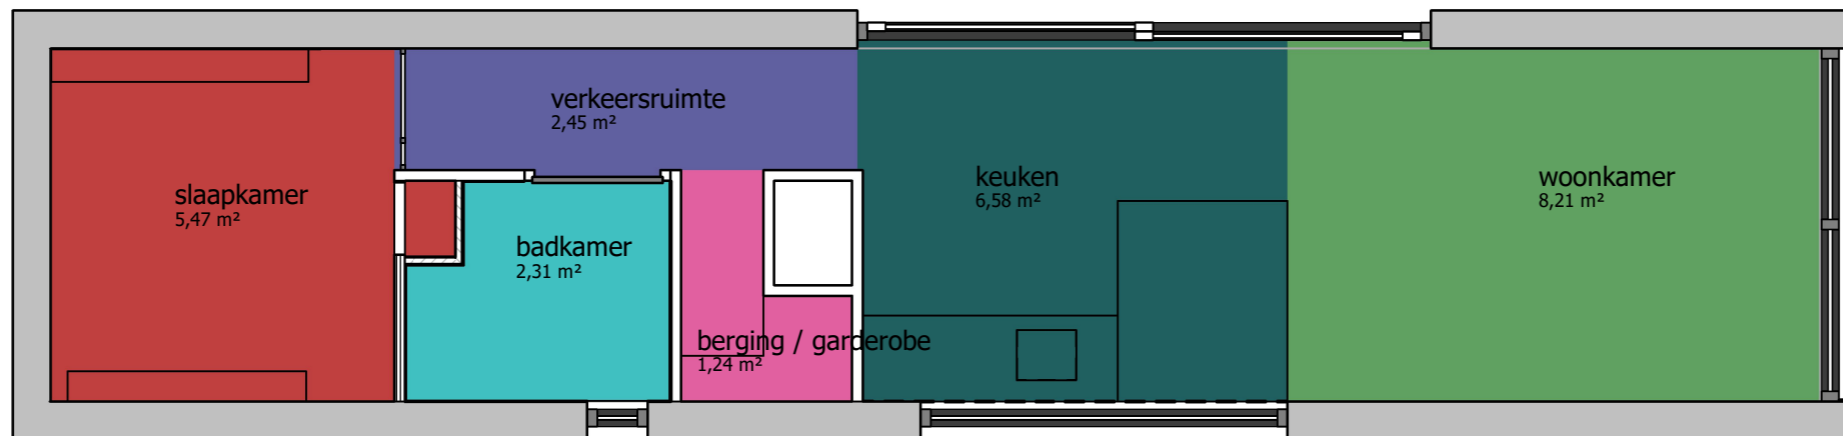 verkeersruimte
2,45 m²
slaapkamer
5,47 m²
badkamer
2,31 m²
berging / garderobe
1,24 m²
keuken
6,58 m²
woonkamer
8,21 m²